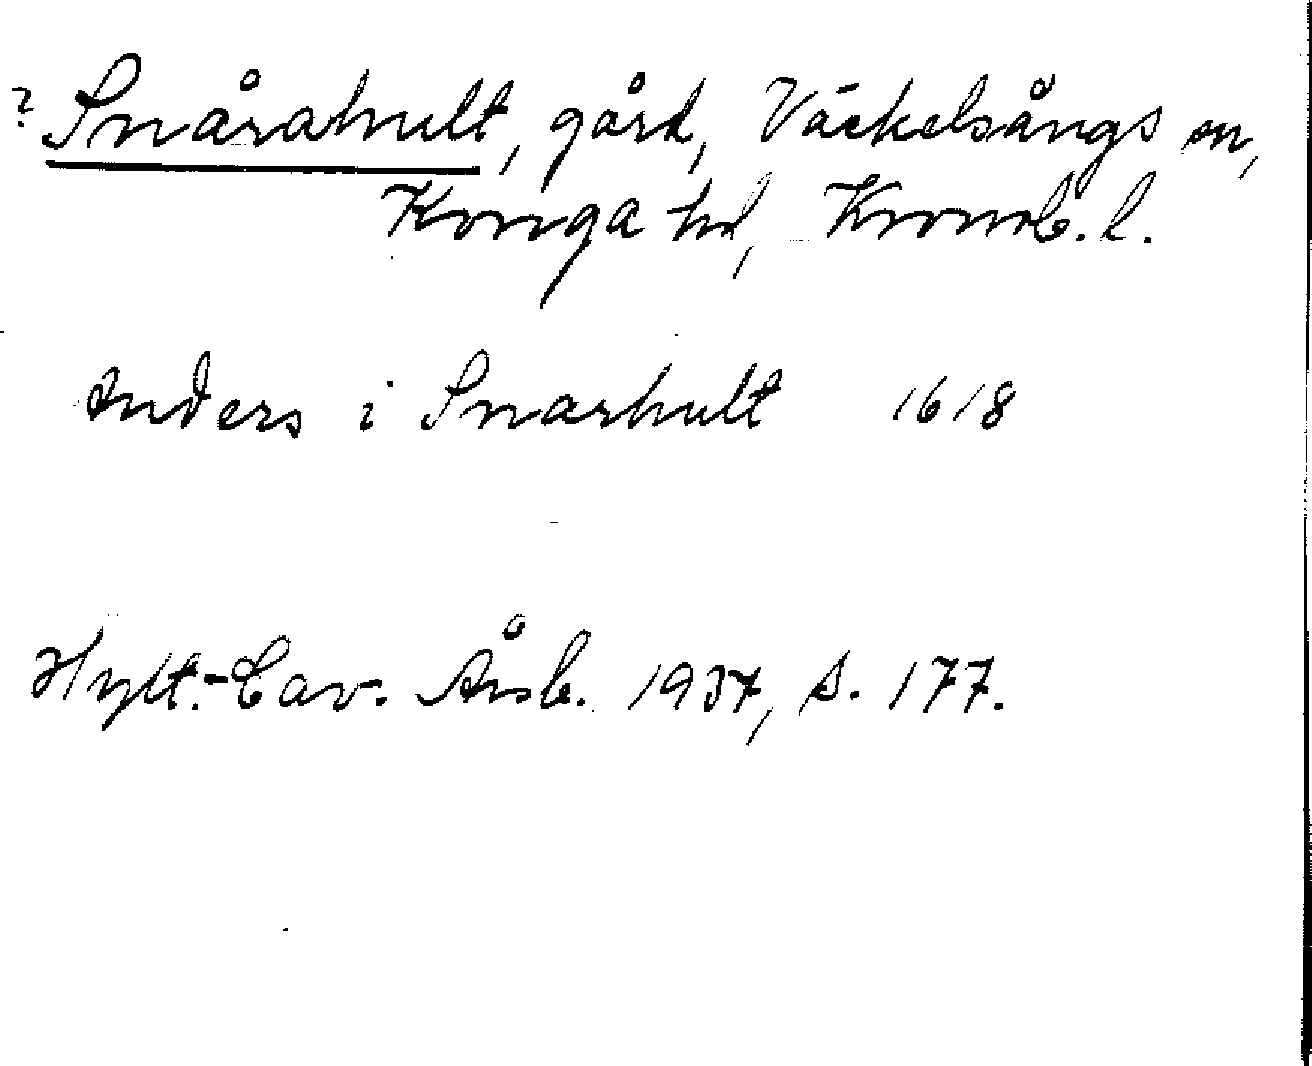 ? Snårahult, gård, Väckelsångs sn,
Konga hd, Kronob. l.
Anders i Snarhult 1618
Hylt.-Cav. Årsb. 1937, s. 177.